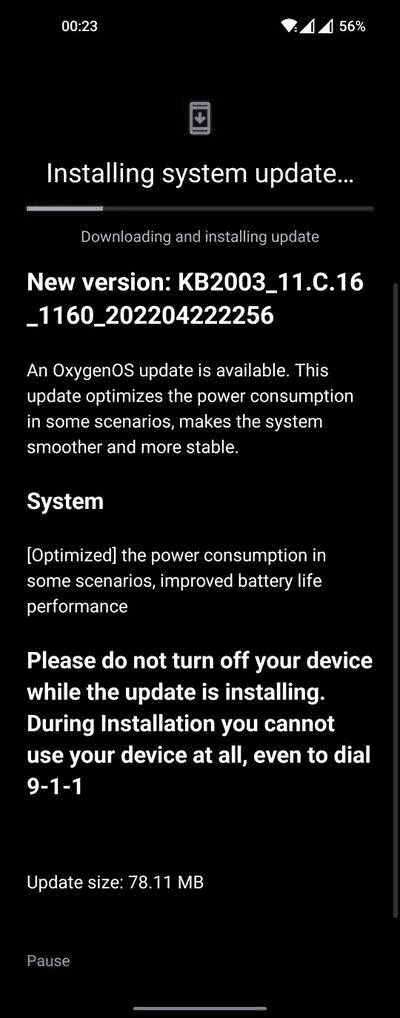 00:23
56%
Installing system update...
Downloading and installing update
New version: KB2003_11.C.16
_1160_202204222256
An OxygenOS update is available. This
update optimizes the power consumption
in some scenarios, makes the system
smoother and more stable.
System
[Optimized] the power consumption in
some scenarios, improved battery life
performance
Please do not turn off your device
while the update is installing.
During Installation you cannot
use your device at all, even to dial
9-1-1
Update size: 78.11 MB
Pause